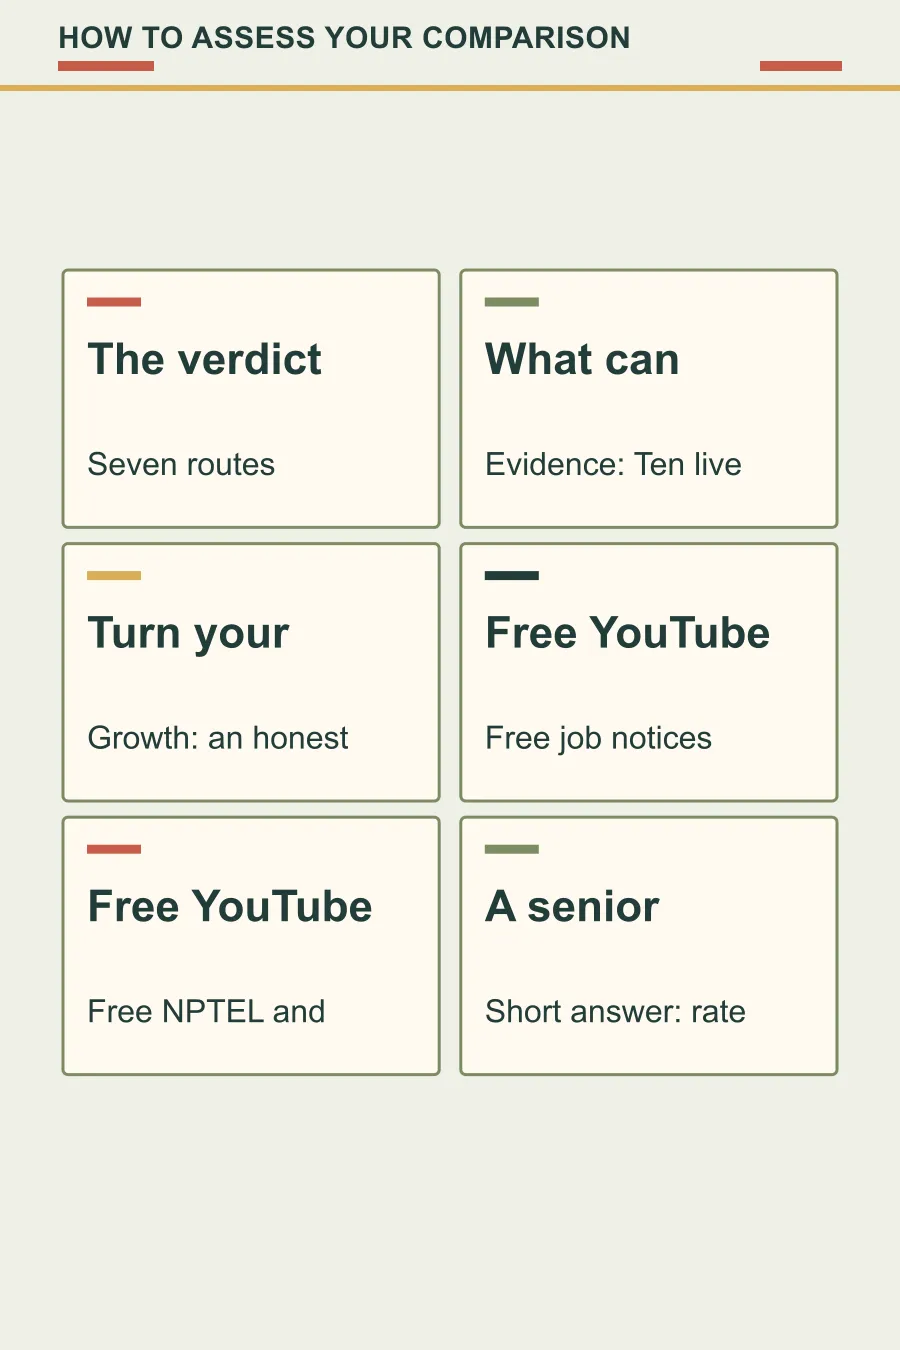 HOW TO ASSESS YOUR COMPARISON
The verdict
Seven routes
What can
Evidence: Ten live
Turn your
Growth: an honest
Free YouTube
Free job notices
Free YouTube
Free NPTEL and
A senior
Short answer: rate